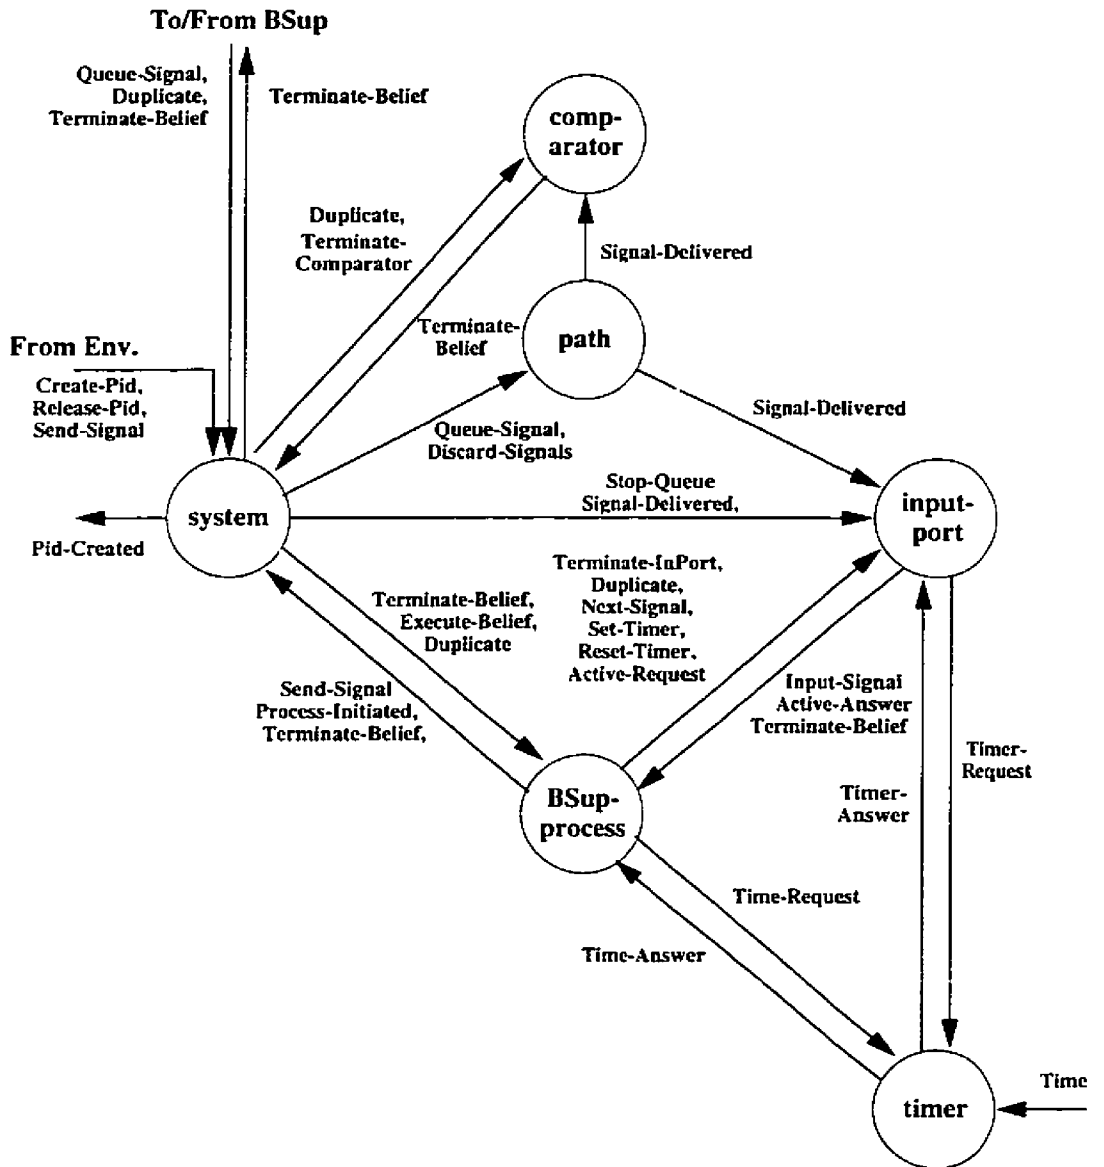 To/From BSup
Queue-Signal,
Duplicate,
Terminate-Belief
Terminate-Belief
comp-
arator
Duplicate,
Terminate-
Comparator
Signal-Delivered
Terminate-
Belief
path
From Env.
Create-Pid,
Release-Pid,
Send-Signal
Signal-Delivered
Queue-Signal,
Discard-Signals
Stop-Queue
Signal-Delivered,
system
input-
port
Pid-Created
Terminate-InPort,
Duplicate,
Next-Signal,
Set-Timer,
Reset-Timer,
Active-Request
Terminate-Belief,
Execute-Belief,
Duplicate
Send-Signal
Process-Initiated,
Terminate-Belief,
Input-Signal
Active-Answer
Terminate-Belief
Timer-
Request
Timer-
Answer
BSup-
process
Time-Request
Time-Answer
Time
timer